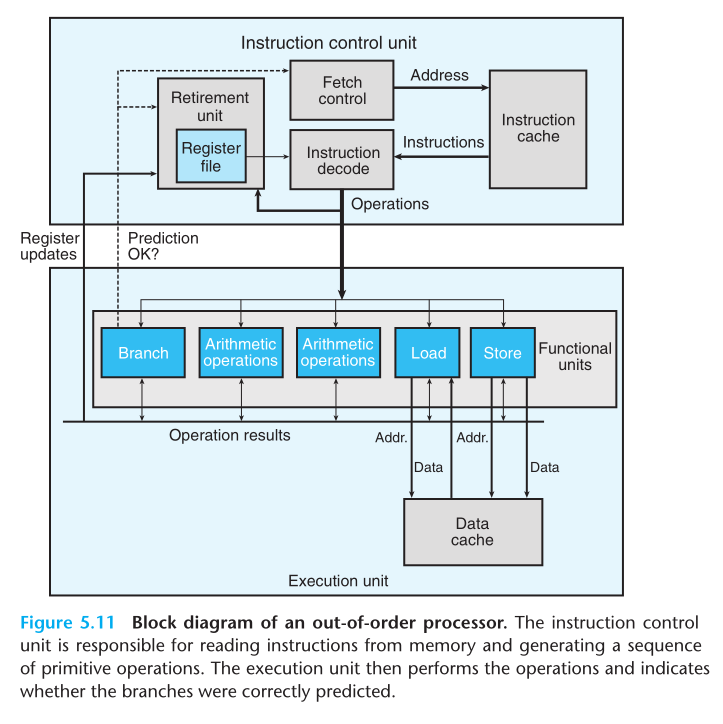 Instruction control unit
Fetch
control
Address
Retirement
unit
Instruction
cache
Register
file
Instruction
decode
Instructions
Operations
Register
updates
Prediction
OK?
Branch
Arithmetic
operations
Arithmetic
operations
Load
Store
Functional
units
Operation results
Addr.
Addr.
Data
Data
Data
cache
Execution unit
Figure 5.11 Block diagram of an out-of-order processor. The instruction control
unit is responsible for reading instructions from memory and generating a sequence
of primitive operations. The execution unit then performs the operations and indicates
whether the branches were correctly predicted.